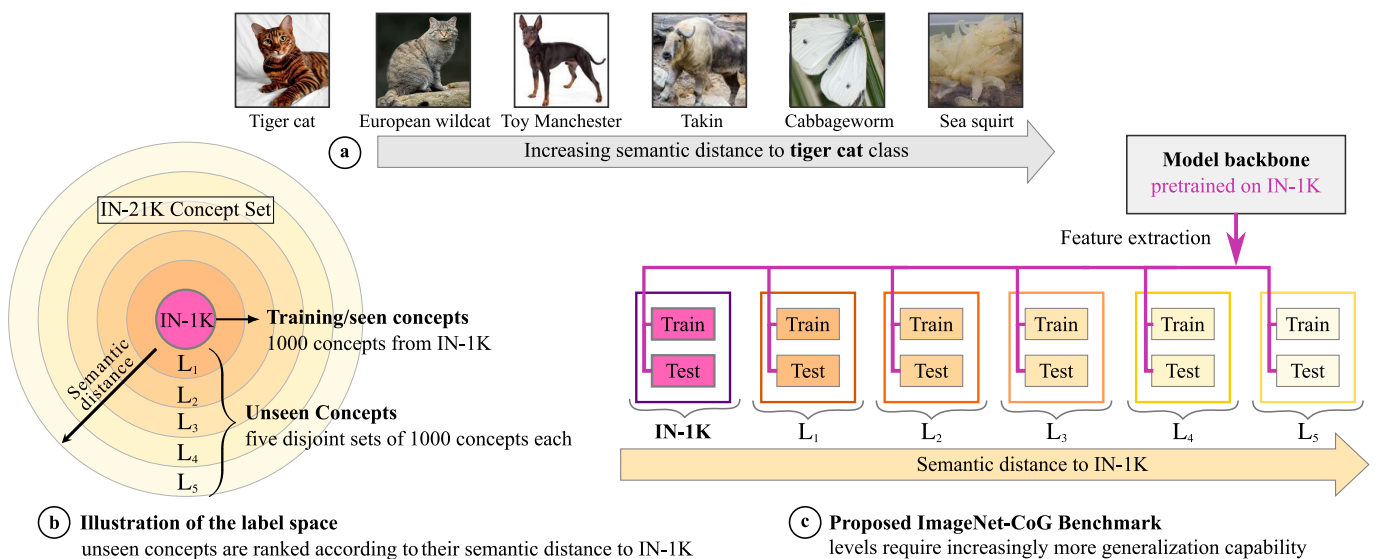 Tiger cat
European wildcat
Toy Manchester
Takin
Cabbageworm
Sea squirt
a
Increasing semantic distance to tiger cat class
IN-21K Concept Set
IN-1K
Training/seen concepts
1000 concepts from IN-1K
Semantic
distance
L1
L2
L3
L4
L5
Unseen Concepts
five disjoint sets of 1000 concepts each
b Illustration of the label space
unseen concepts are ranked according to their semantic distance to IN-1K
Model backbone
pretrained on IN-1K
Feature extraction
Train
Train
Train
Train
Train
Train
Test
Test
Test
Test
Test
Test
IN-1K
L1
L2
L3
L4
L5
Semantic distance to IN-1K
c Proposed ImageNet-CoG Benchmark
levels require increasingly more generalization capability